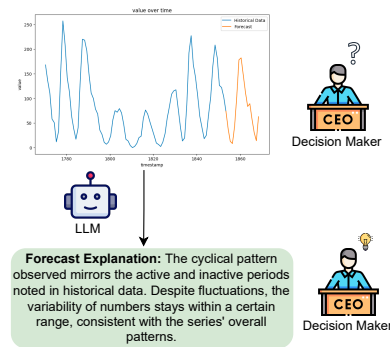 value over time
Historical Data
Forecast
250
200
150
100
50
0
value
1780
1800
1820
1840
1860
timestamp
?
CEO
Decision Maker
LLM
Forecast Explanation: The cyclical pattern
observed mirrors the active and inactive periods
noted in historical data. Despite fluctuations, the
variability of numbers stays within a certain
range, consistent with the series' overall
patterns.
CEO
Decision Maker